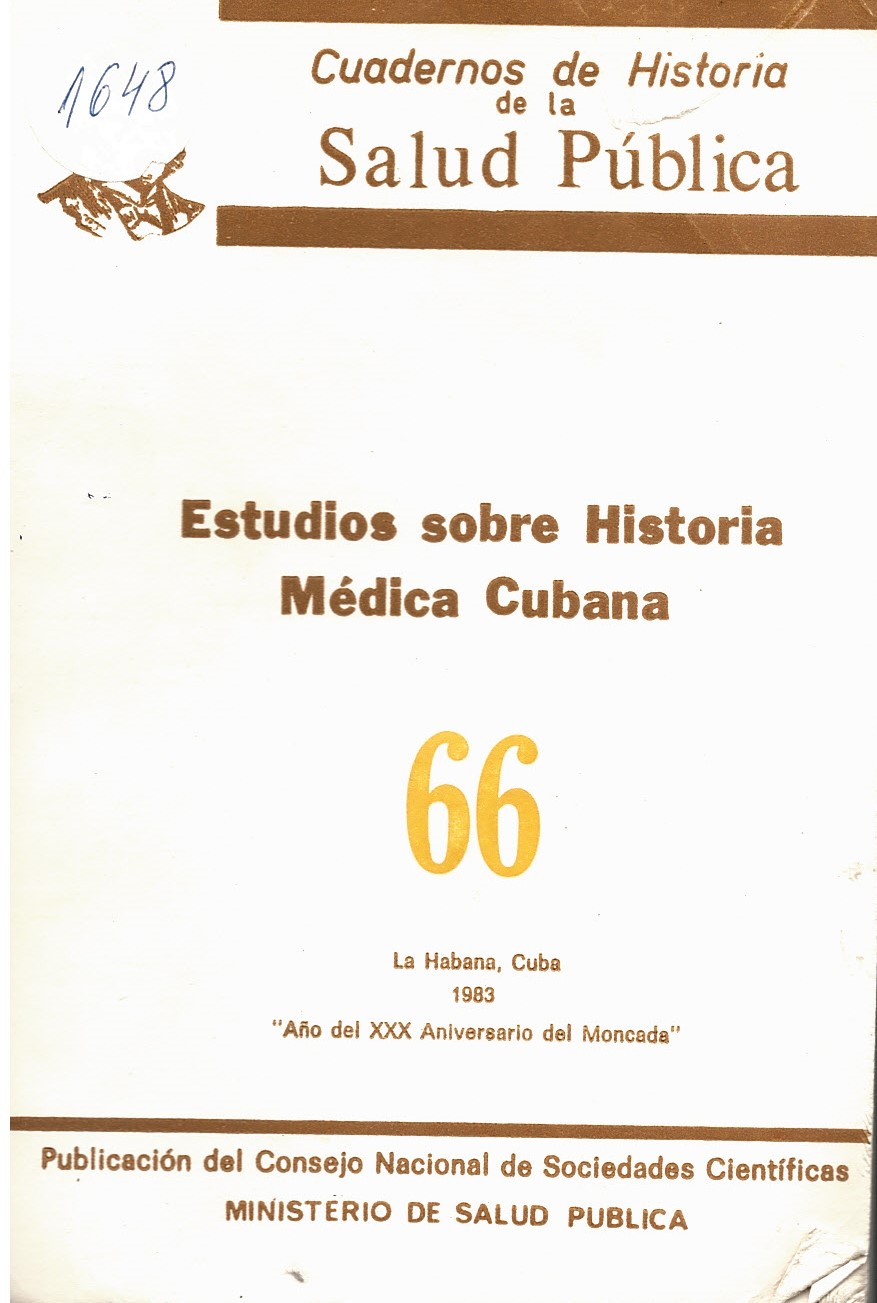 1648
Cuadernos de Historia
de la
Salud Pública
Estudios sobre Historia
Médica Cubana
66
La Habana, Cuba
1983
"Año del XXX Aniversario del Moncada"
Publicación del Consejo Nacional de Sociedades Científicas
MINISTERIO DE SALUD PUBLICA